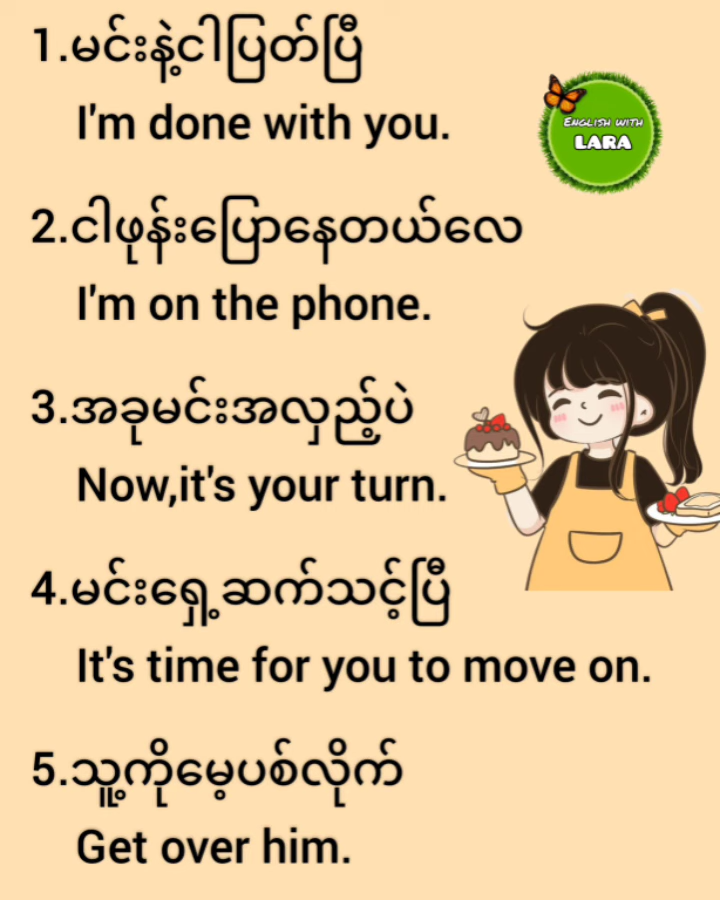 1.မင်းနဲ့ငါပြတ်ပြီ
I'm done with you.
ENGLISH WITH
LARA
2.ငါဖုန်းပြောနေတယ်လေ
I'm on the phone.
3.အခုမင်းအလှည့်ပဲ
Now,it's your turn.
4.မင်းရှေ့ဆက်သင့်ပြီ
It's time for you to move on.
5.သူ့ကိုမေ့ပစ်လိုက်
Get over him.